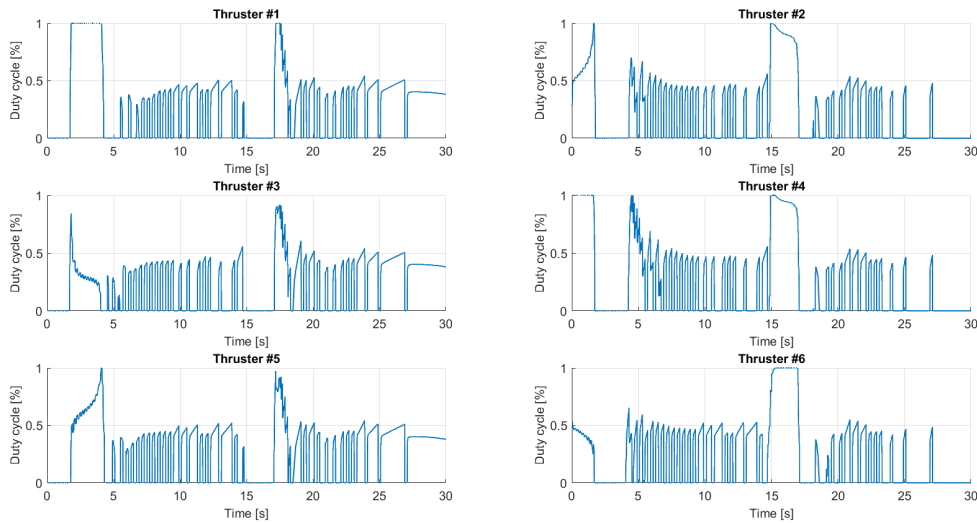 Thruster #1
Duty cycle [%]
1
0.5
0
0 5 10 15 20 25 30
Time [s]
Thruster #2
Duty cycle [%]
1
0.5
0
0 5 10 15 20 25 30
Time [s]
Thruster #3
Duty cycle [%]
1
0.5
0
0 5 10 15 20 25 30
Time [s]
Thruster #4
Duty cycle [%]
1
0.5
0
0 5 10 15 20 25 30
Time [s]
Thruster #5
Duty cycle [%]
1
0.5
0
0 5 10 15 20 25 30
Time [s]
Thruster #6
Duty cycle [%]
1
0.5
0
0 5 10 15 20 25 30
Time [s]